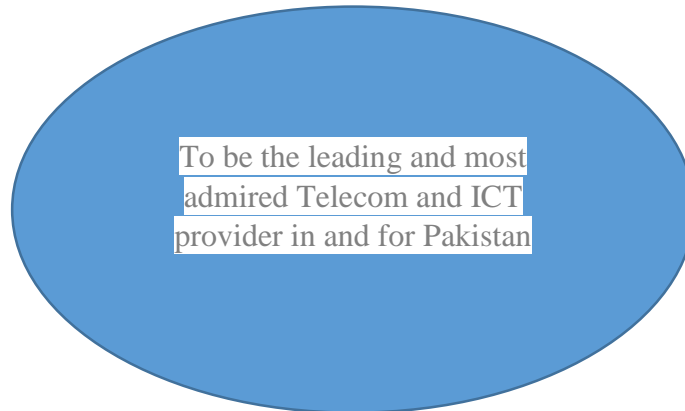 To be the leading and most
admired Telecom and ICT
provider in and for Pakistan